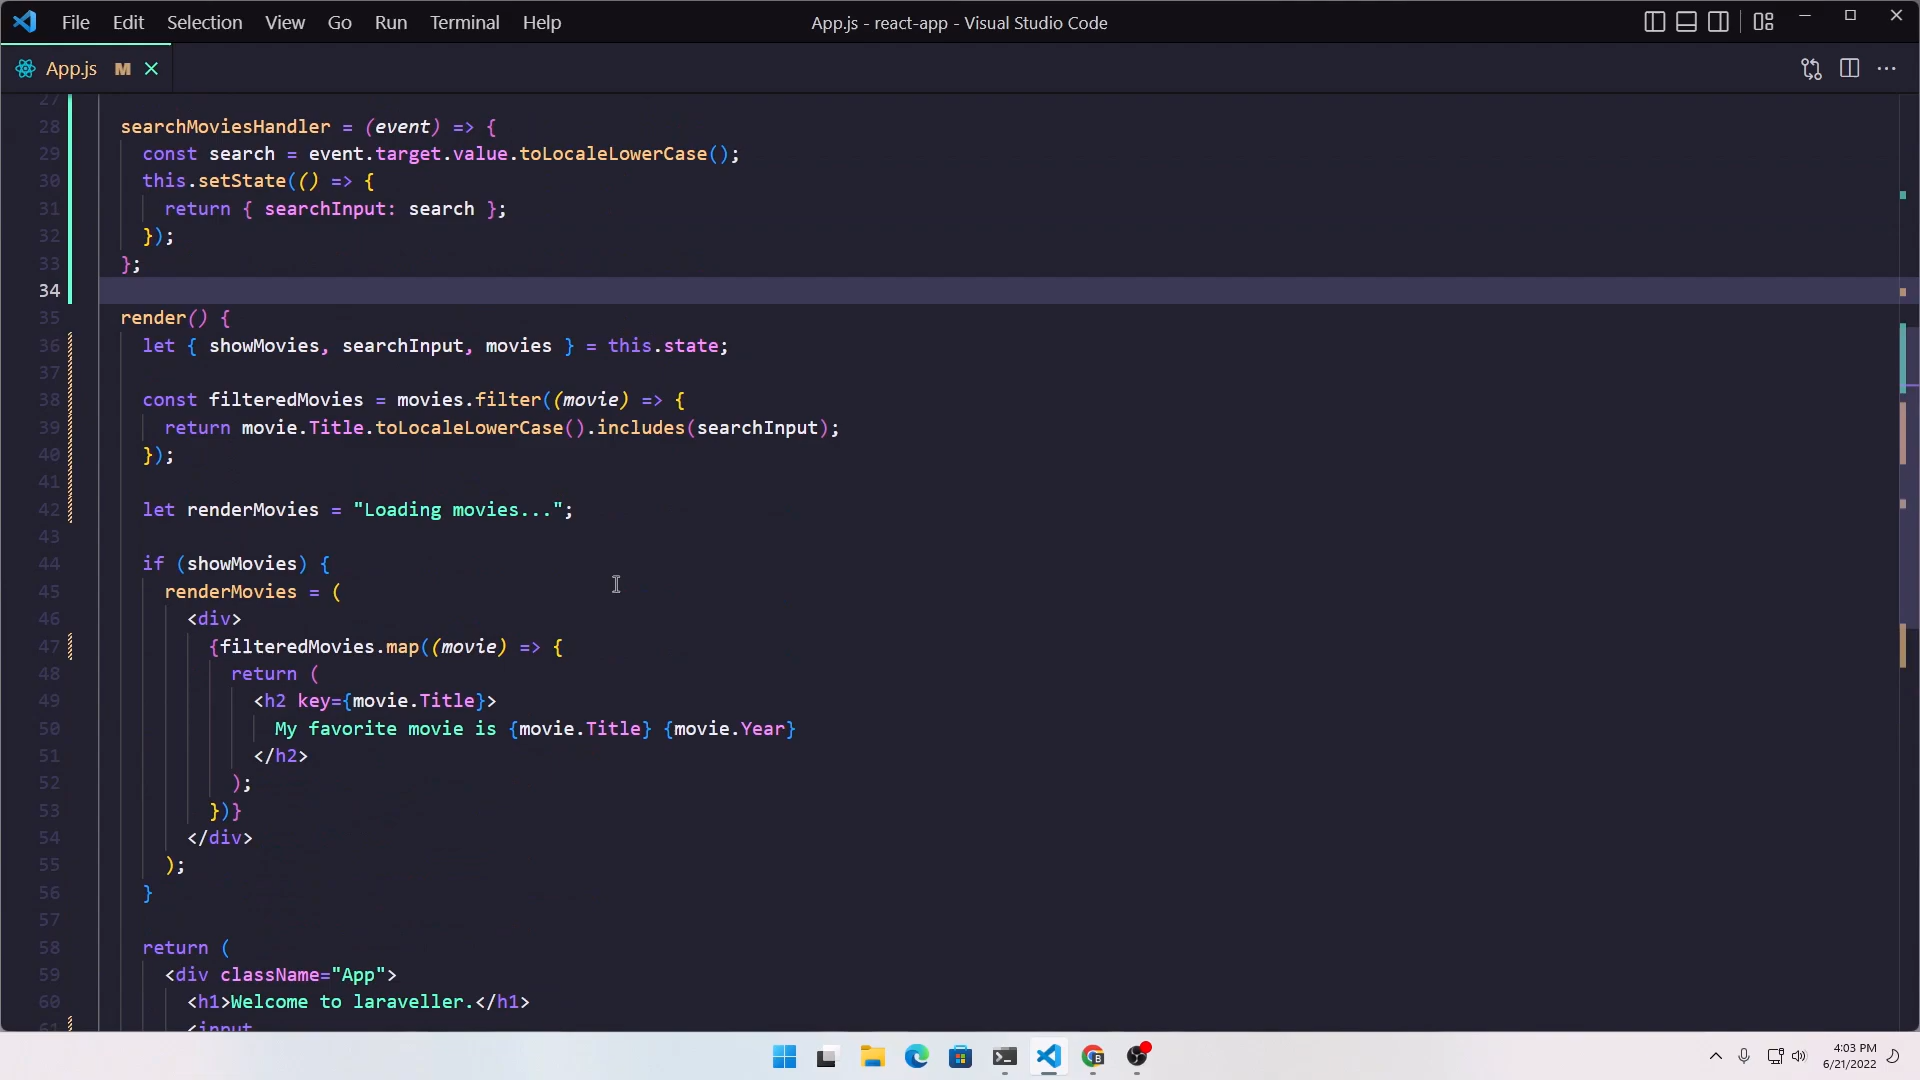 File Edit Selection View Go Run Terminal Help
App.js - react-app - Visual Studio Code
App.js M
27
28 searchMoviesHandler = (event) => {
29 const search = event.target.value.toLocaleLowerCase();
30 this.setState(() => {
31 return { searchInput: search };
32 });
33 };
34
35 render() {
36 let { showMovies, searchInput, movies } = this.state;
37
38 const filteredMovies = movies.filter((movie) => {
39 return movie.Title.toLocaleLowerCase().includes(searchInput);
40 });
41
42 let renderMovies = "Loading movies...";
43
44 if (showMovies) {
45 renderMovies = (
46 <div>
47 {filteredMovies.map((movie) => {
48 return (
49 <h2 key={movie.Title}>
50 My favorite movie is {movie.Title} {movie.Year}
51 </h2>
52 );
53 })}
54 </div>
55 );
56 }
57
58 return (
59 <div className="App">
60 <h1>Welcome to laraveller.</h1>
61 <input
4:03 PM
6/21/2022